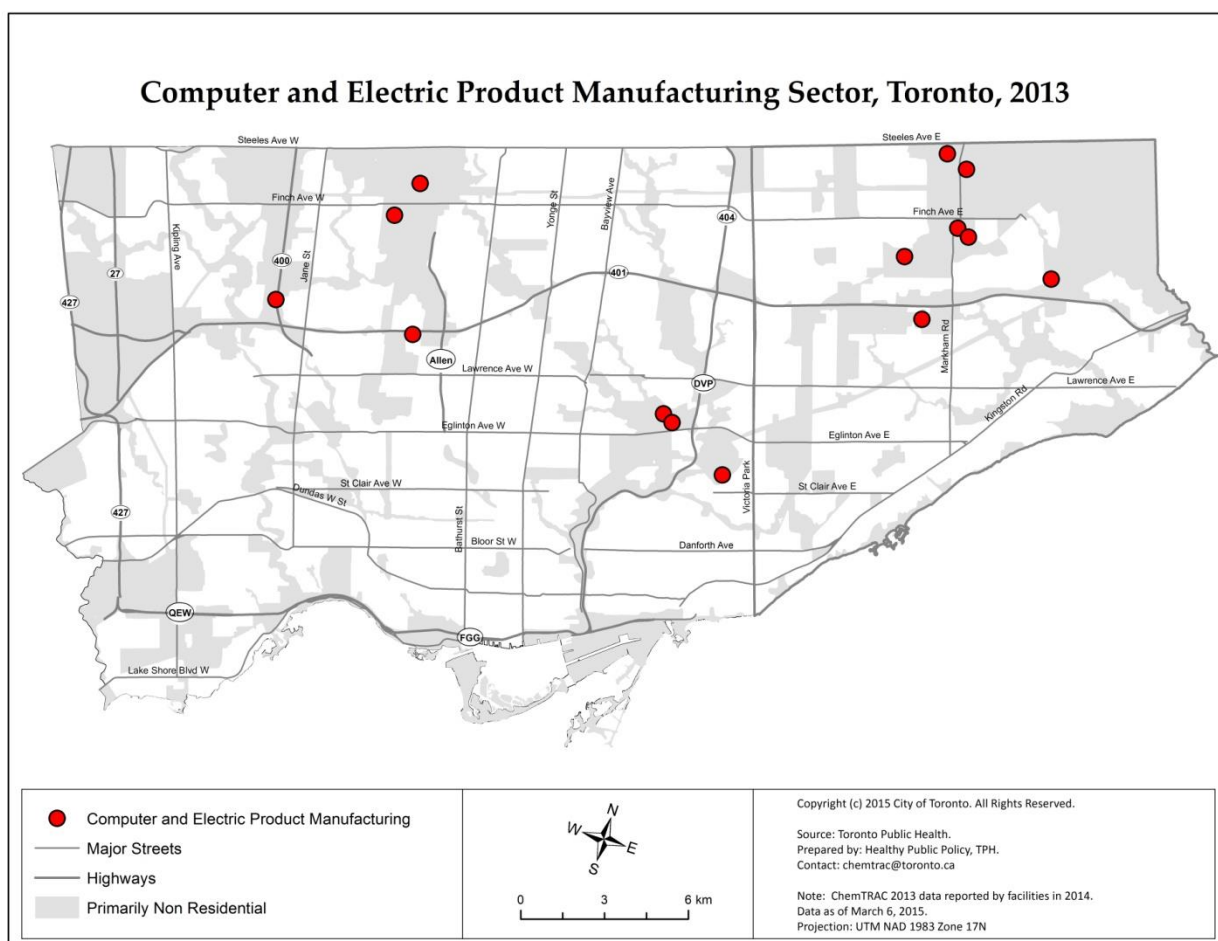 Computer and Electric Product Manufacturing Sector, Toronto, 2013
Steeles Ave W
Steeles Ave E
Finch Ave W
Finch Ave E
Kipling Ave
400
Jane St
Yonge St
Bayview Ave
404
401
27
427
Markham Rd
Allen
Lawrence Ave W
DVP
Lawrence Ave E
Kingston Rd
Eglinton Ave W
Eglinton Ave E
Victoria Park
St Clair Ave W
St Clair Ave E
Dundas W St
427
Bathurst St
Bloor St W
Danforth Ave
QEW
FGG
Lake Shore Blvd W
Computer and Electric Product Manufacturing
Major Streets
Highways
Primarily Non Residential
N
W
E
S
0 3 6 km
Copyright (c) 2015 City of Toronto. All Rights Reserved.
Source: Toronto Public Health.
Prepared by: Healthy Public Policy, TPH.
Contact: chemtrac@toronto.ca
Note: ChemTRAC 2013 data reported by facilities in 2014.
Data as of March 6, 2015.
Projection: UTM NAD 1983 Zone 17N